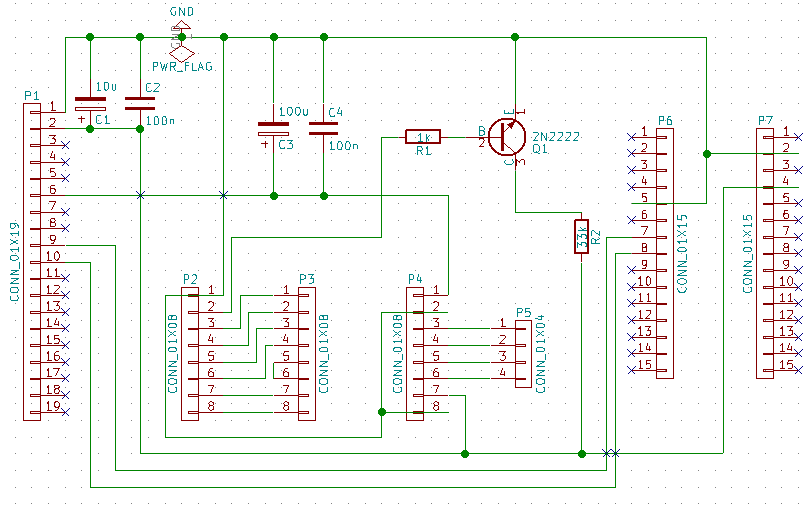 GND
GND
PWR_FLAG
P1
10u
C1
C2
100n
100u
C3
C4
100n
1k
R1
E
1
B
2
C
3
2N2222
Q1
33k
R2
P6
P7
1
2
3
4
5
6
7
8
9
10
11
12
13
14
15
16
17
18
19
CONN_01X19
P2
1
2
3
4
5
6
7
8
CONN_01X08
P3
1
2
3
4
5
6
7
8
CONN_01X08
P4
1
2
3
4
5
6
7
8
CONN_01X08
P5
1
2
3
4
CONN_01X04
1
2
3
4
5
6
7
8
9
10
11
12
13
14
15
CONN_01X15
1
2
3
4
5
6
7
8
9
10
11
12
13
14
15
CONN_01X15